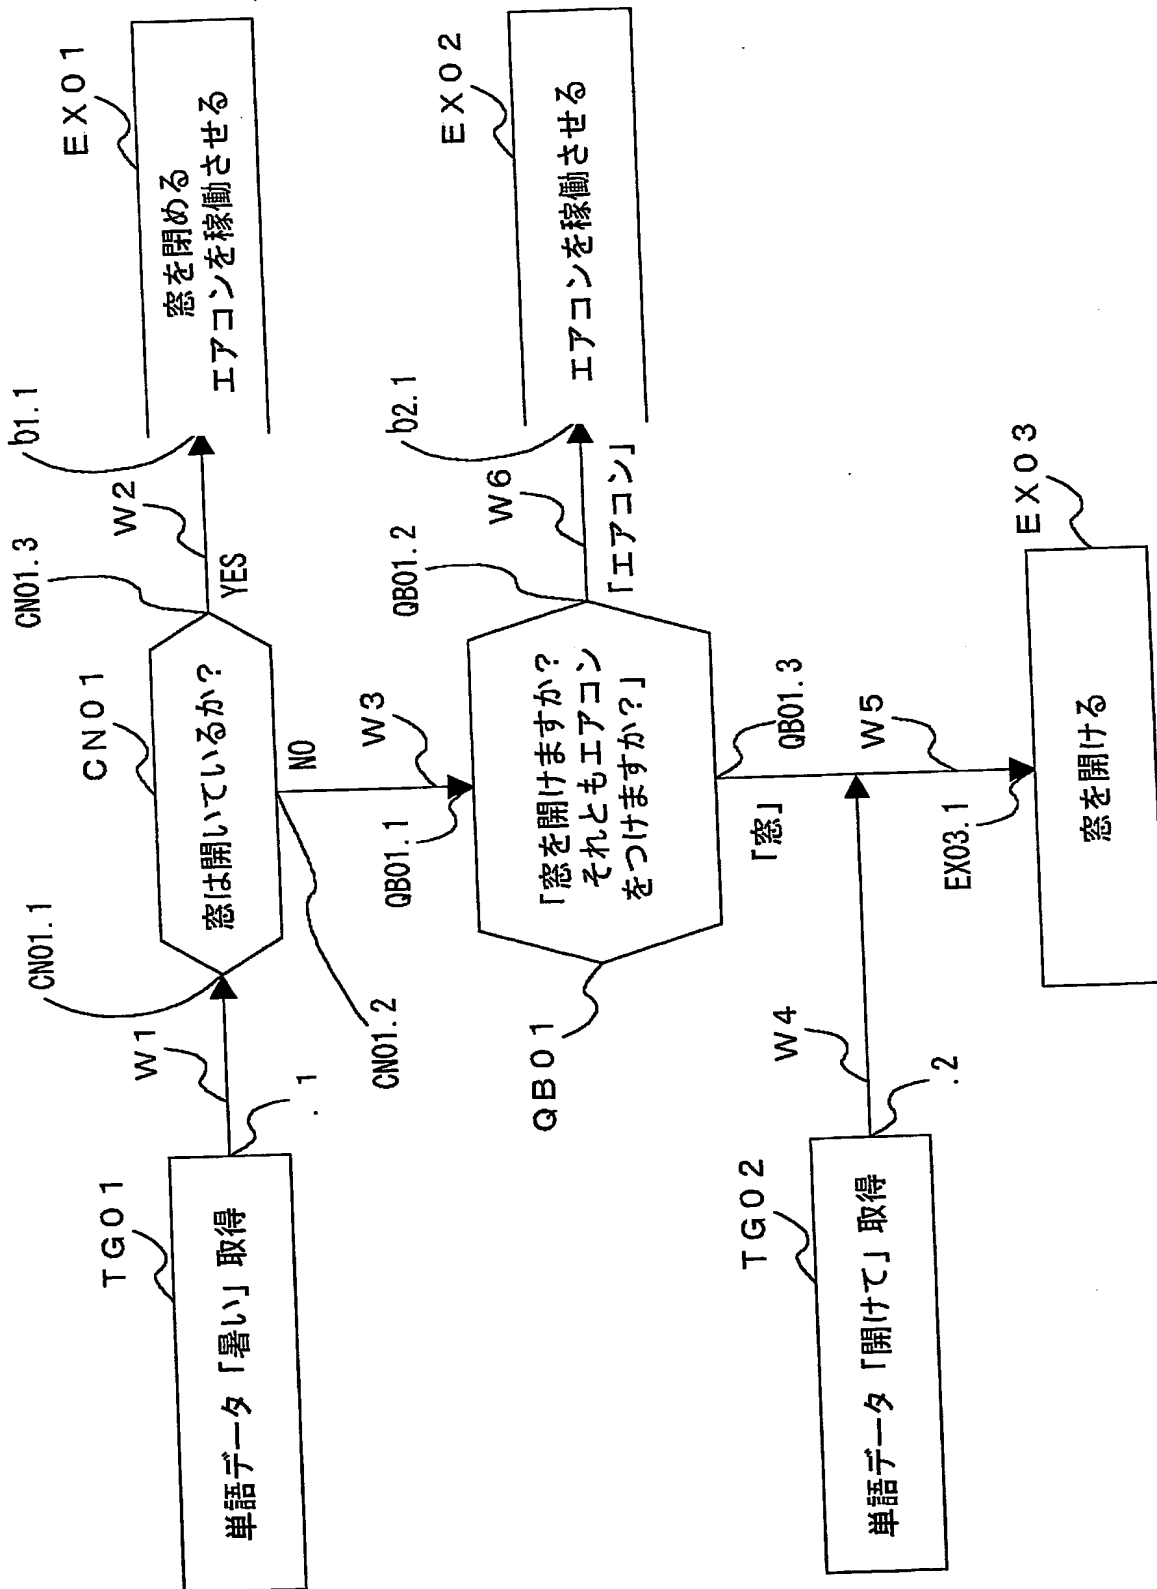 TG01
単語データ「暑い」取得
.1
W1
CN01.1
CN01
窓は開いているか?
CN01.3
YES
W2
b1.1
EX01
窓を閉める
エアコンを稼働させる
CN01.2
NO
W3
QB01.1
QB01
「窓を開けますか?
それともエアコン
をつけますか?」
QB01.2
W6
「エアコン」
b2.1
EX02
エアコンを稼働させる
QB01.3
「窓」
W5
TG02
単語データ「開けて」取得
.2
W4
EX03.1
EX03
窓を開ける